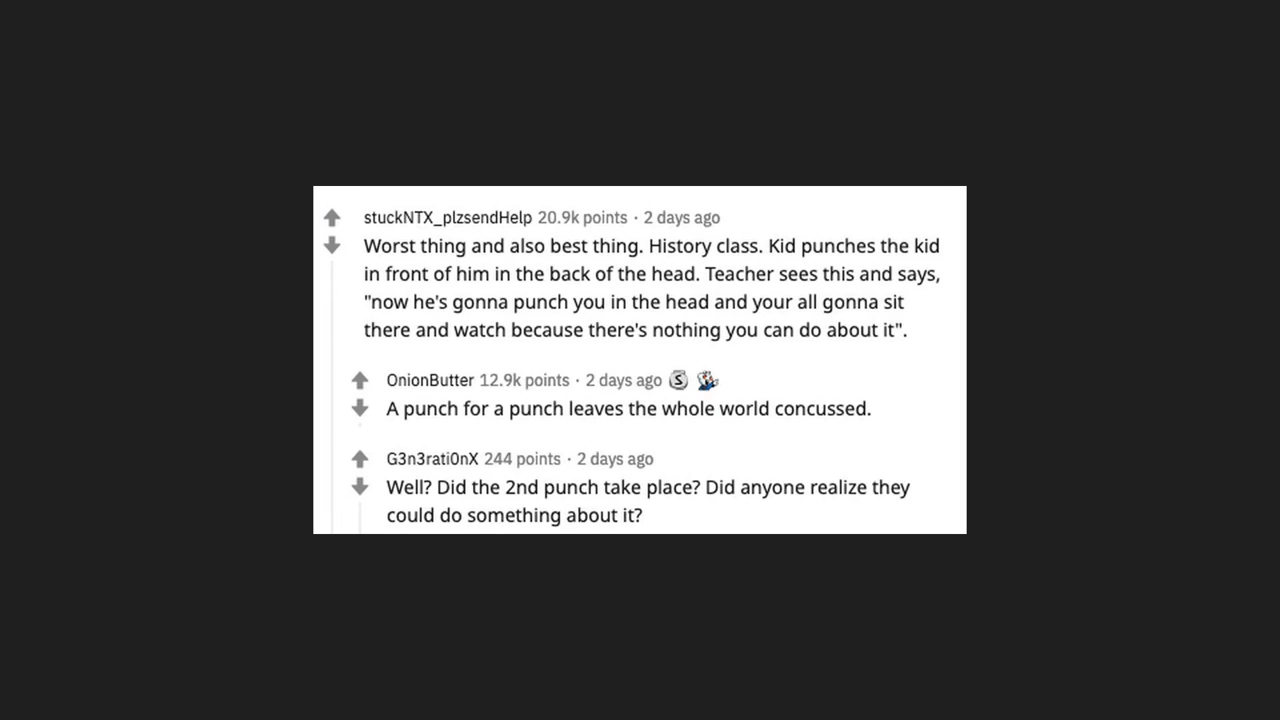 stuckNTX_plzsendHelp 20.9k points · 2 days ago
Worst thing and also best thing. History class. Kid punches the kid
in front of him in the back of the head. Teacher sees this and says,
"now he's gonna punch you in the head and your all gonna sit
there and watch because there's nothing you can do about it".
OnionButter 12.9k points · 2 days ago
A punch for a punch leaves the whole world concussed.
G3n3rati0nX 244 points · 2 days ago
Well? Did the 2nd punch take place? Did anyone realize they
could do something about it?